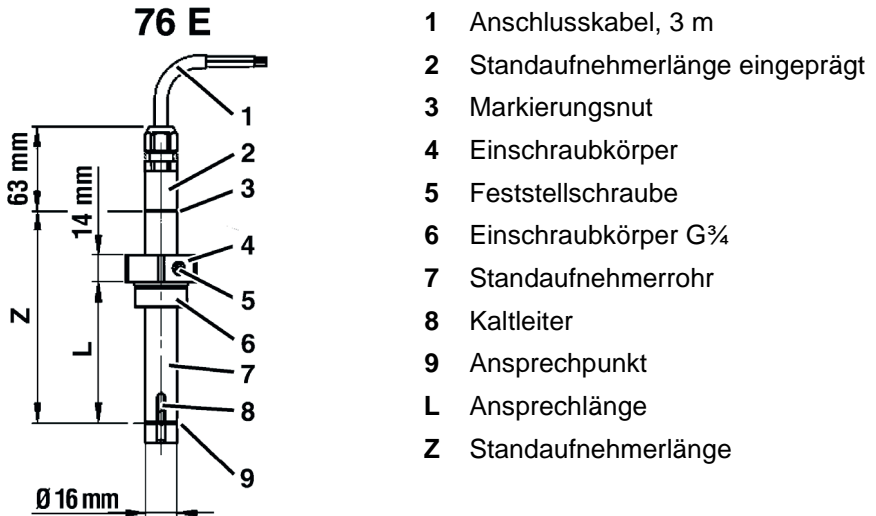 76 E
1
2
3
4
5
6
7
8
9
63 mm
14 mm
Z
L
Ø 16 mm
1 Anschlusskabel, 3 m
2 Standaufnehmerlänge eingeprägt
3 Markierungsnut
4 Einschraubkörper
5 Feststellschraube
6 Einschraubkörper G¾
7 Standaufnehmerrohr
8 Kaltleiter
9 Ansprechpunkt
L Ansprechlänge
Z Standaufnehmerlänge